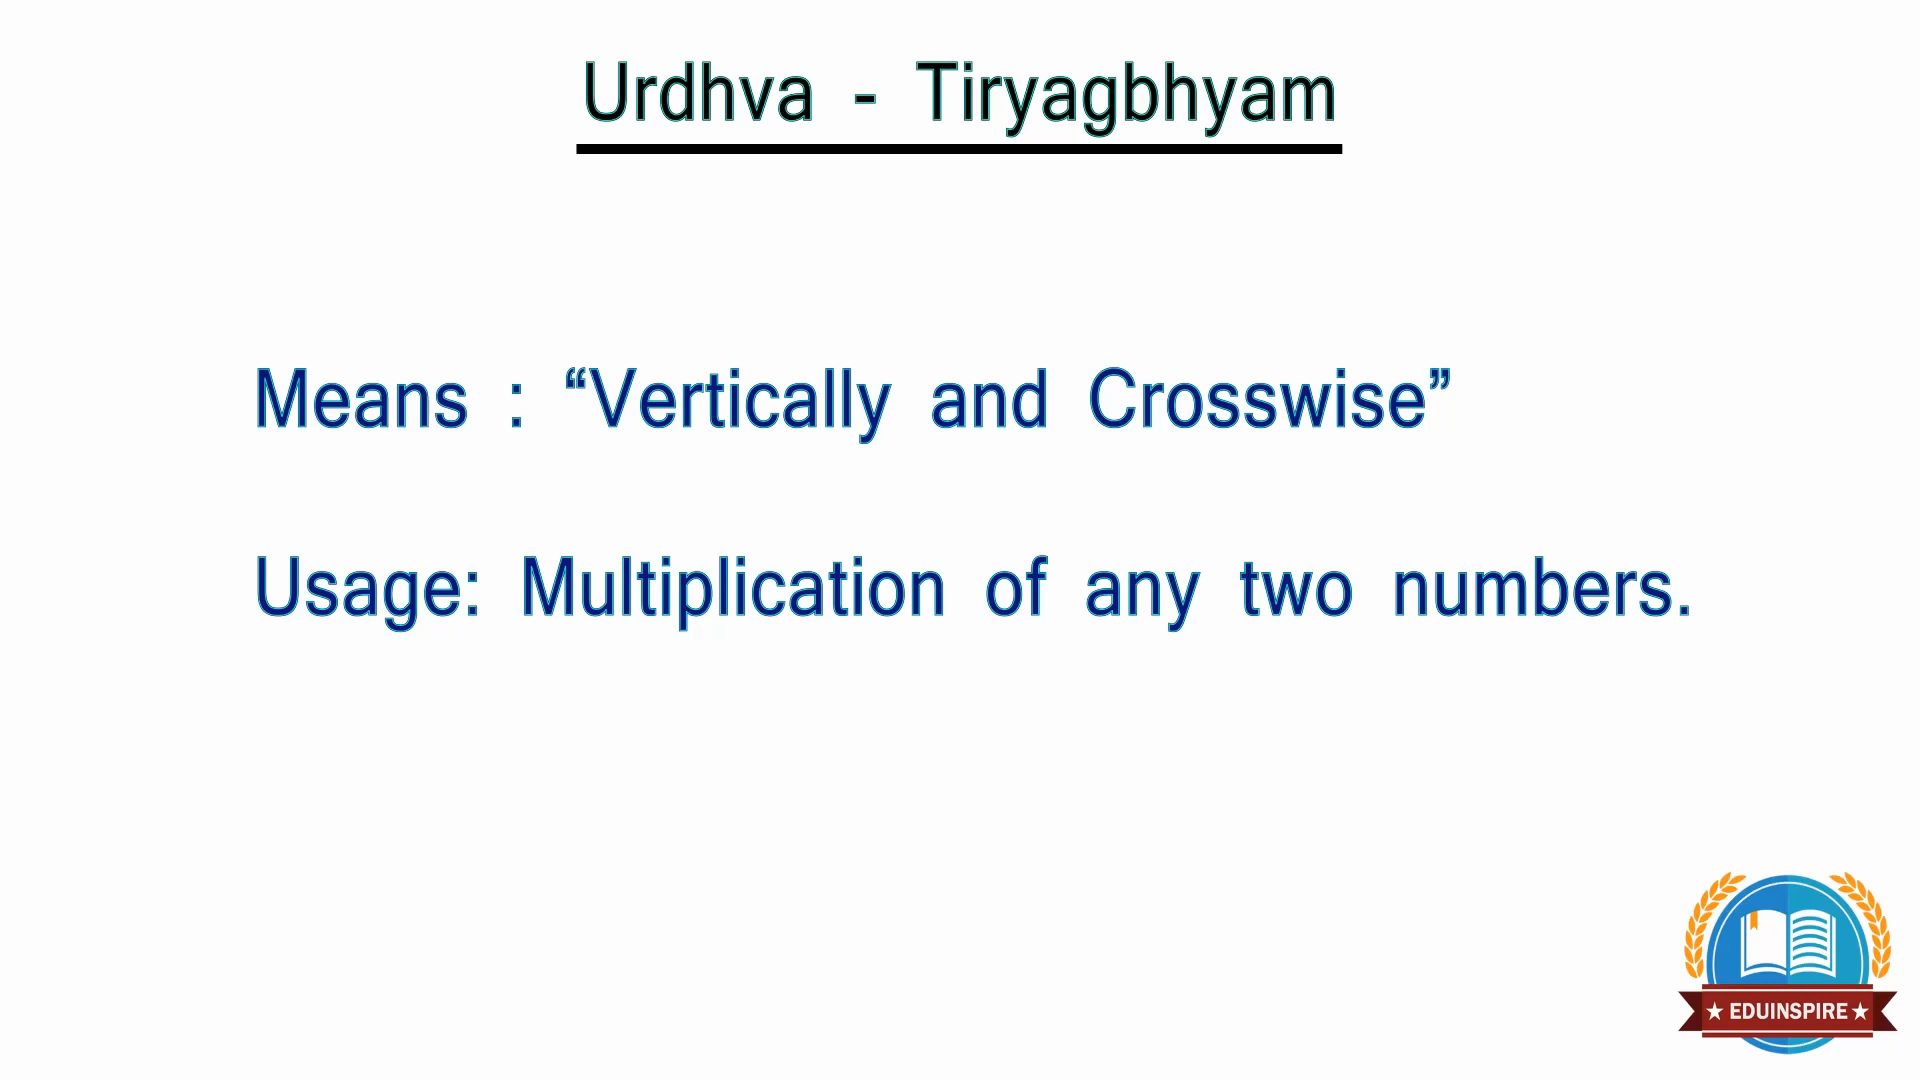 Urdhva - Tiryagbhyam
Means : “Vertically and Crosswise”
Usage: Multiplication of any two numbers.
★ EDUINSPIRE ★